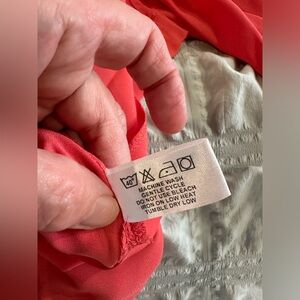 40°
MACHINE WASH
GENTLE CYCLE
DO NOT USE BLEACH
IRON ON LOW HEAT
TUMBLE DRY LOW